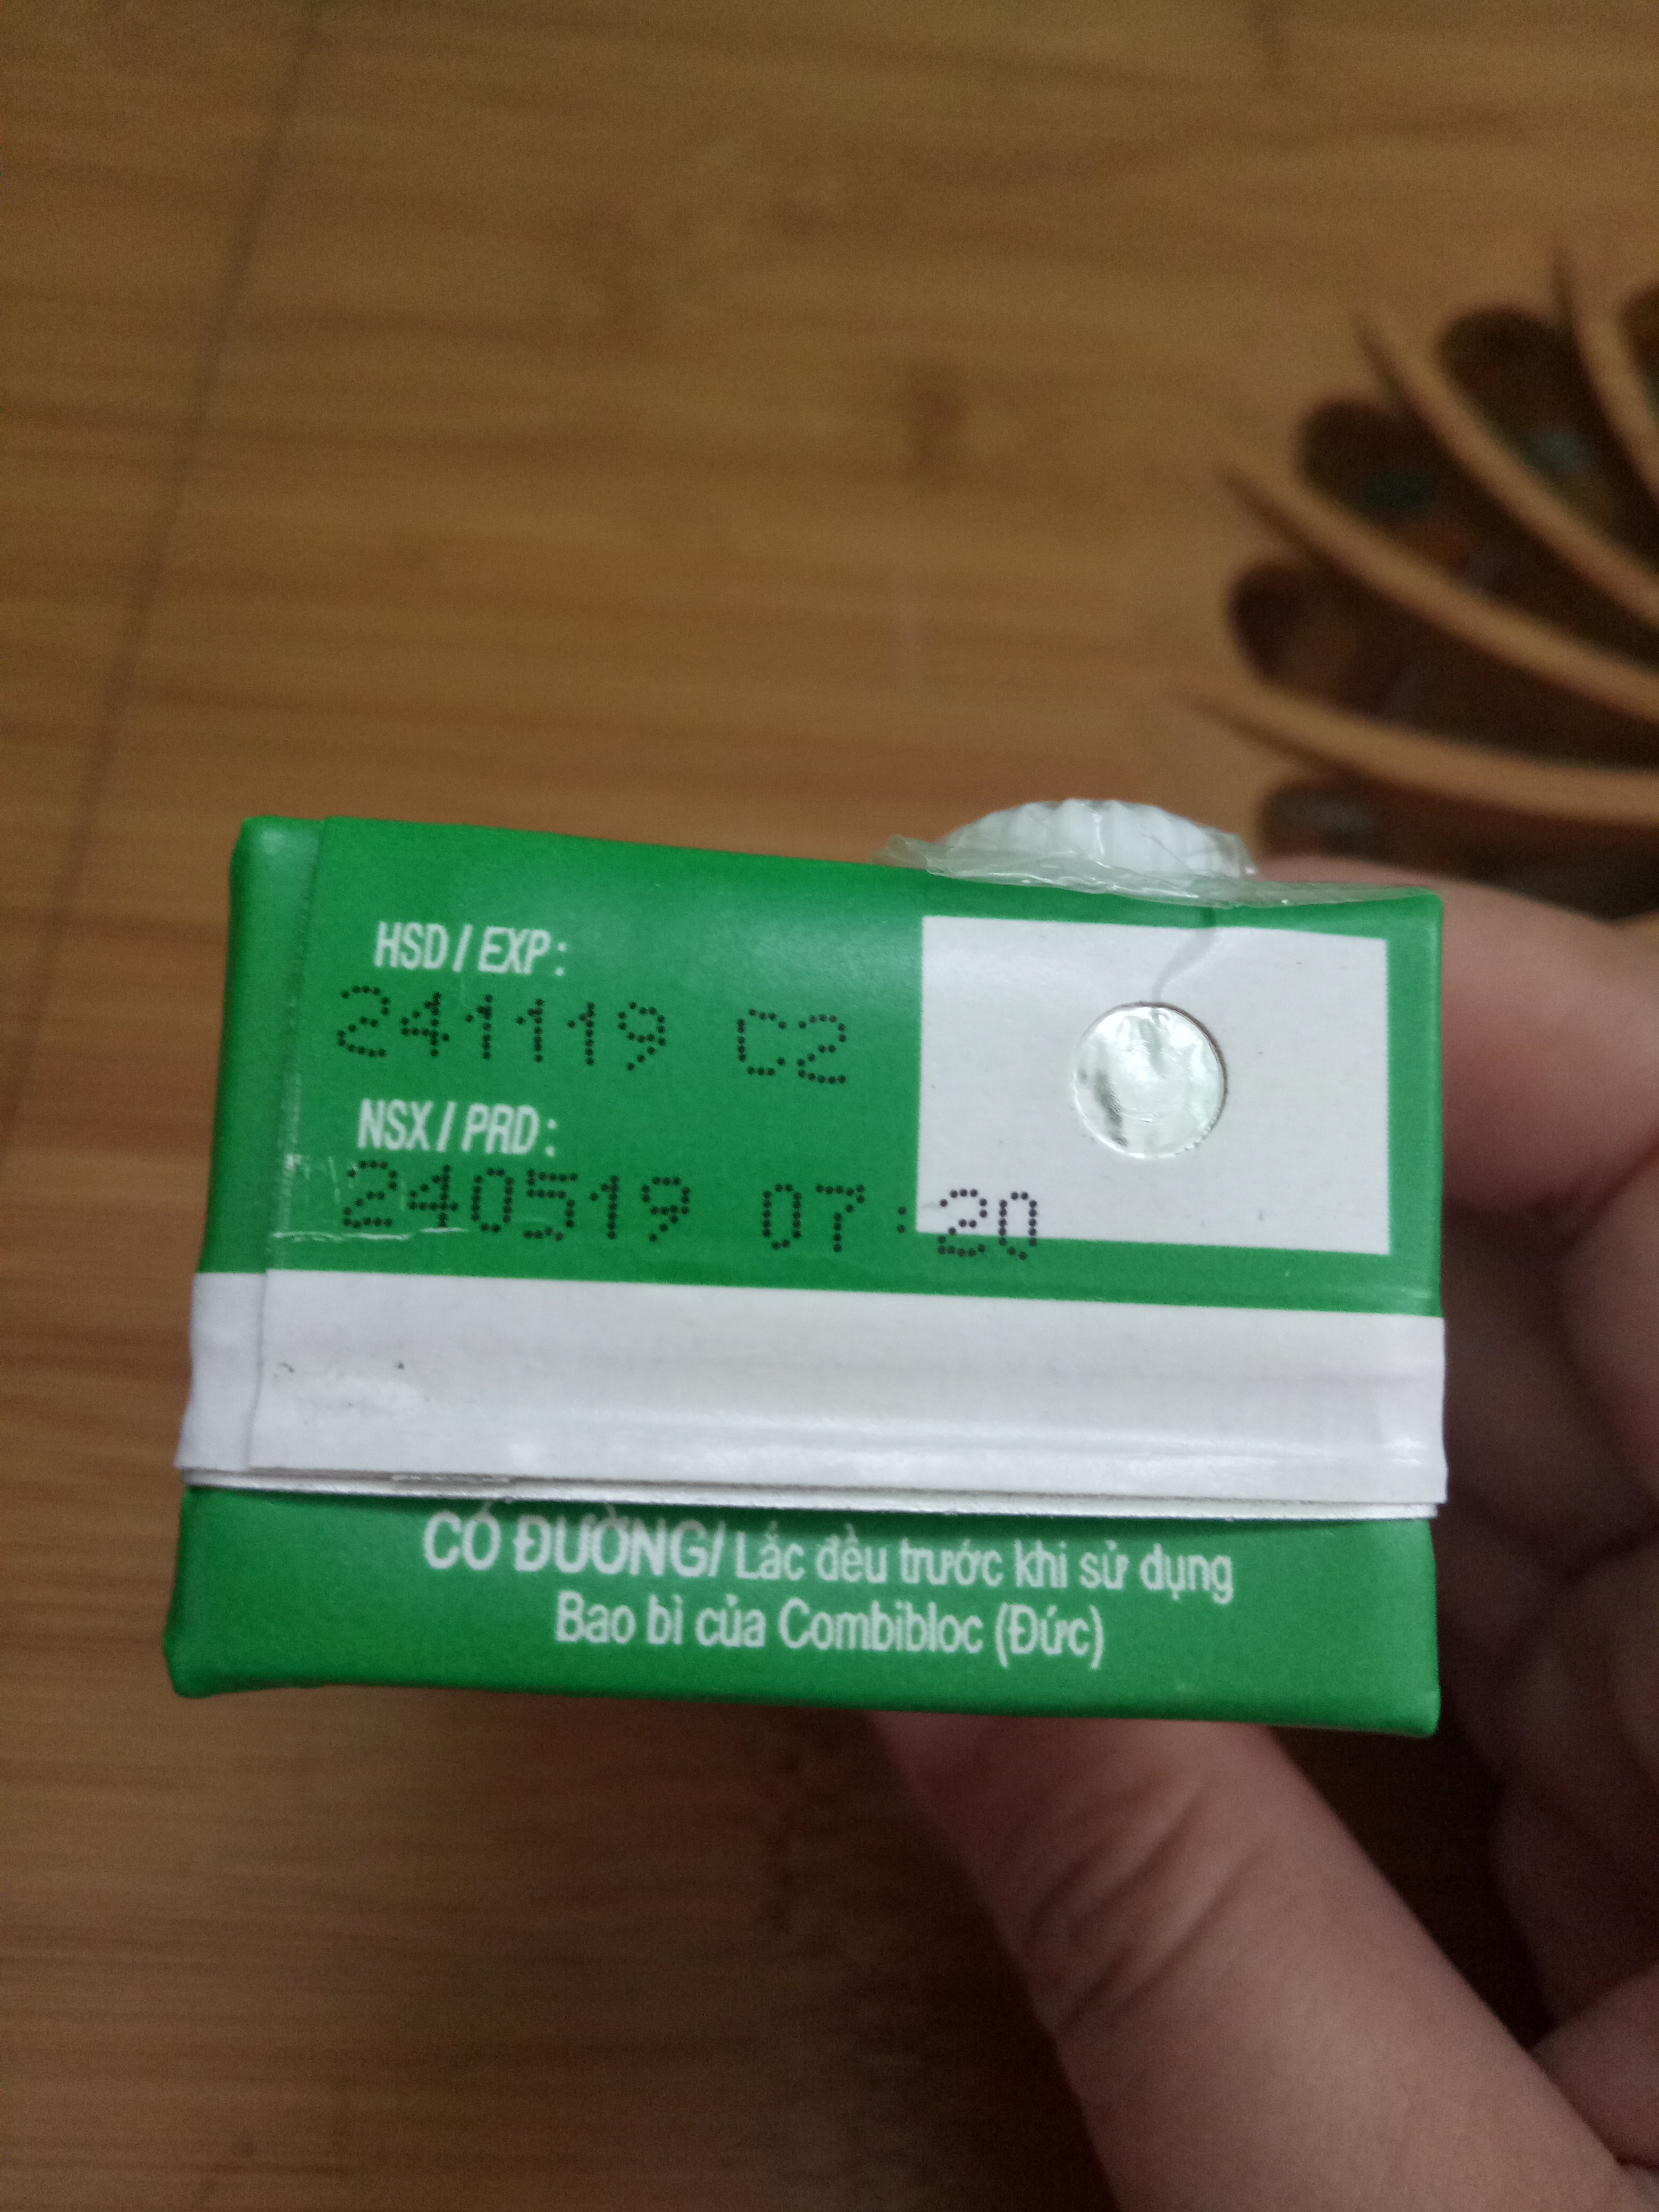 HSD / EXP :
241119 C2
NSX / PRD :
240519 07:20
CÓ ĐƯỜNG/ Lắc đều trước khi sử dụng
Bao bì của Combibloc (Đức)